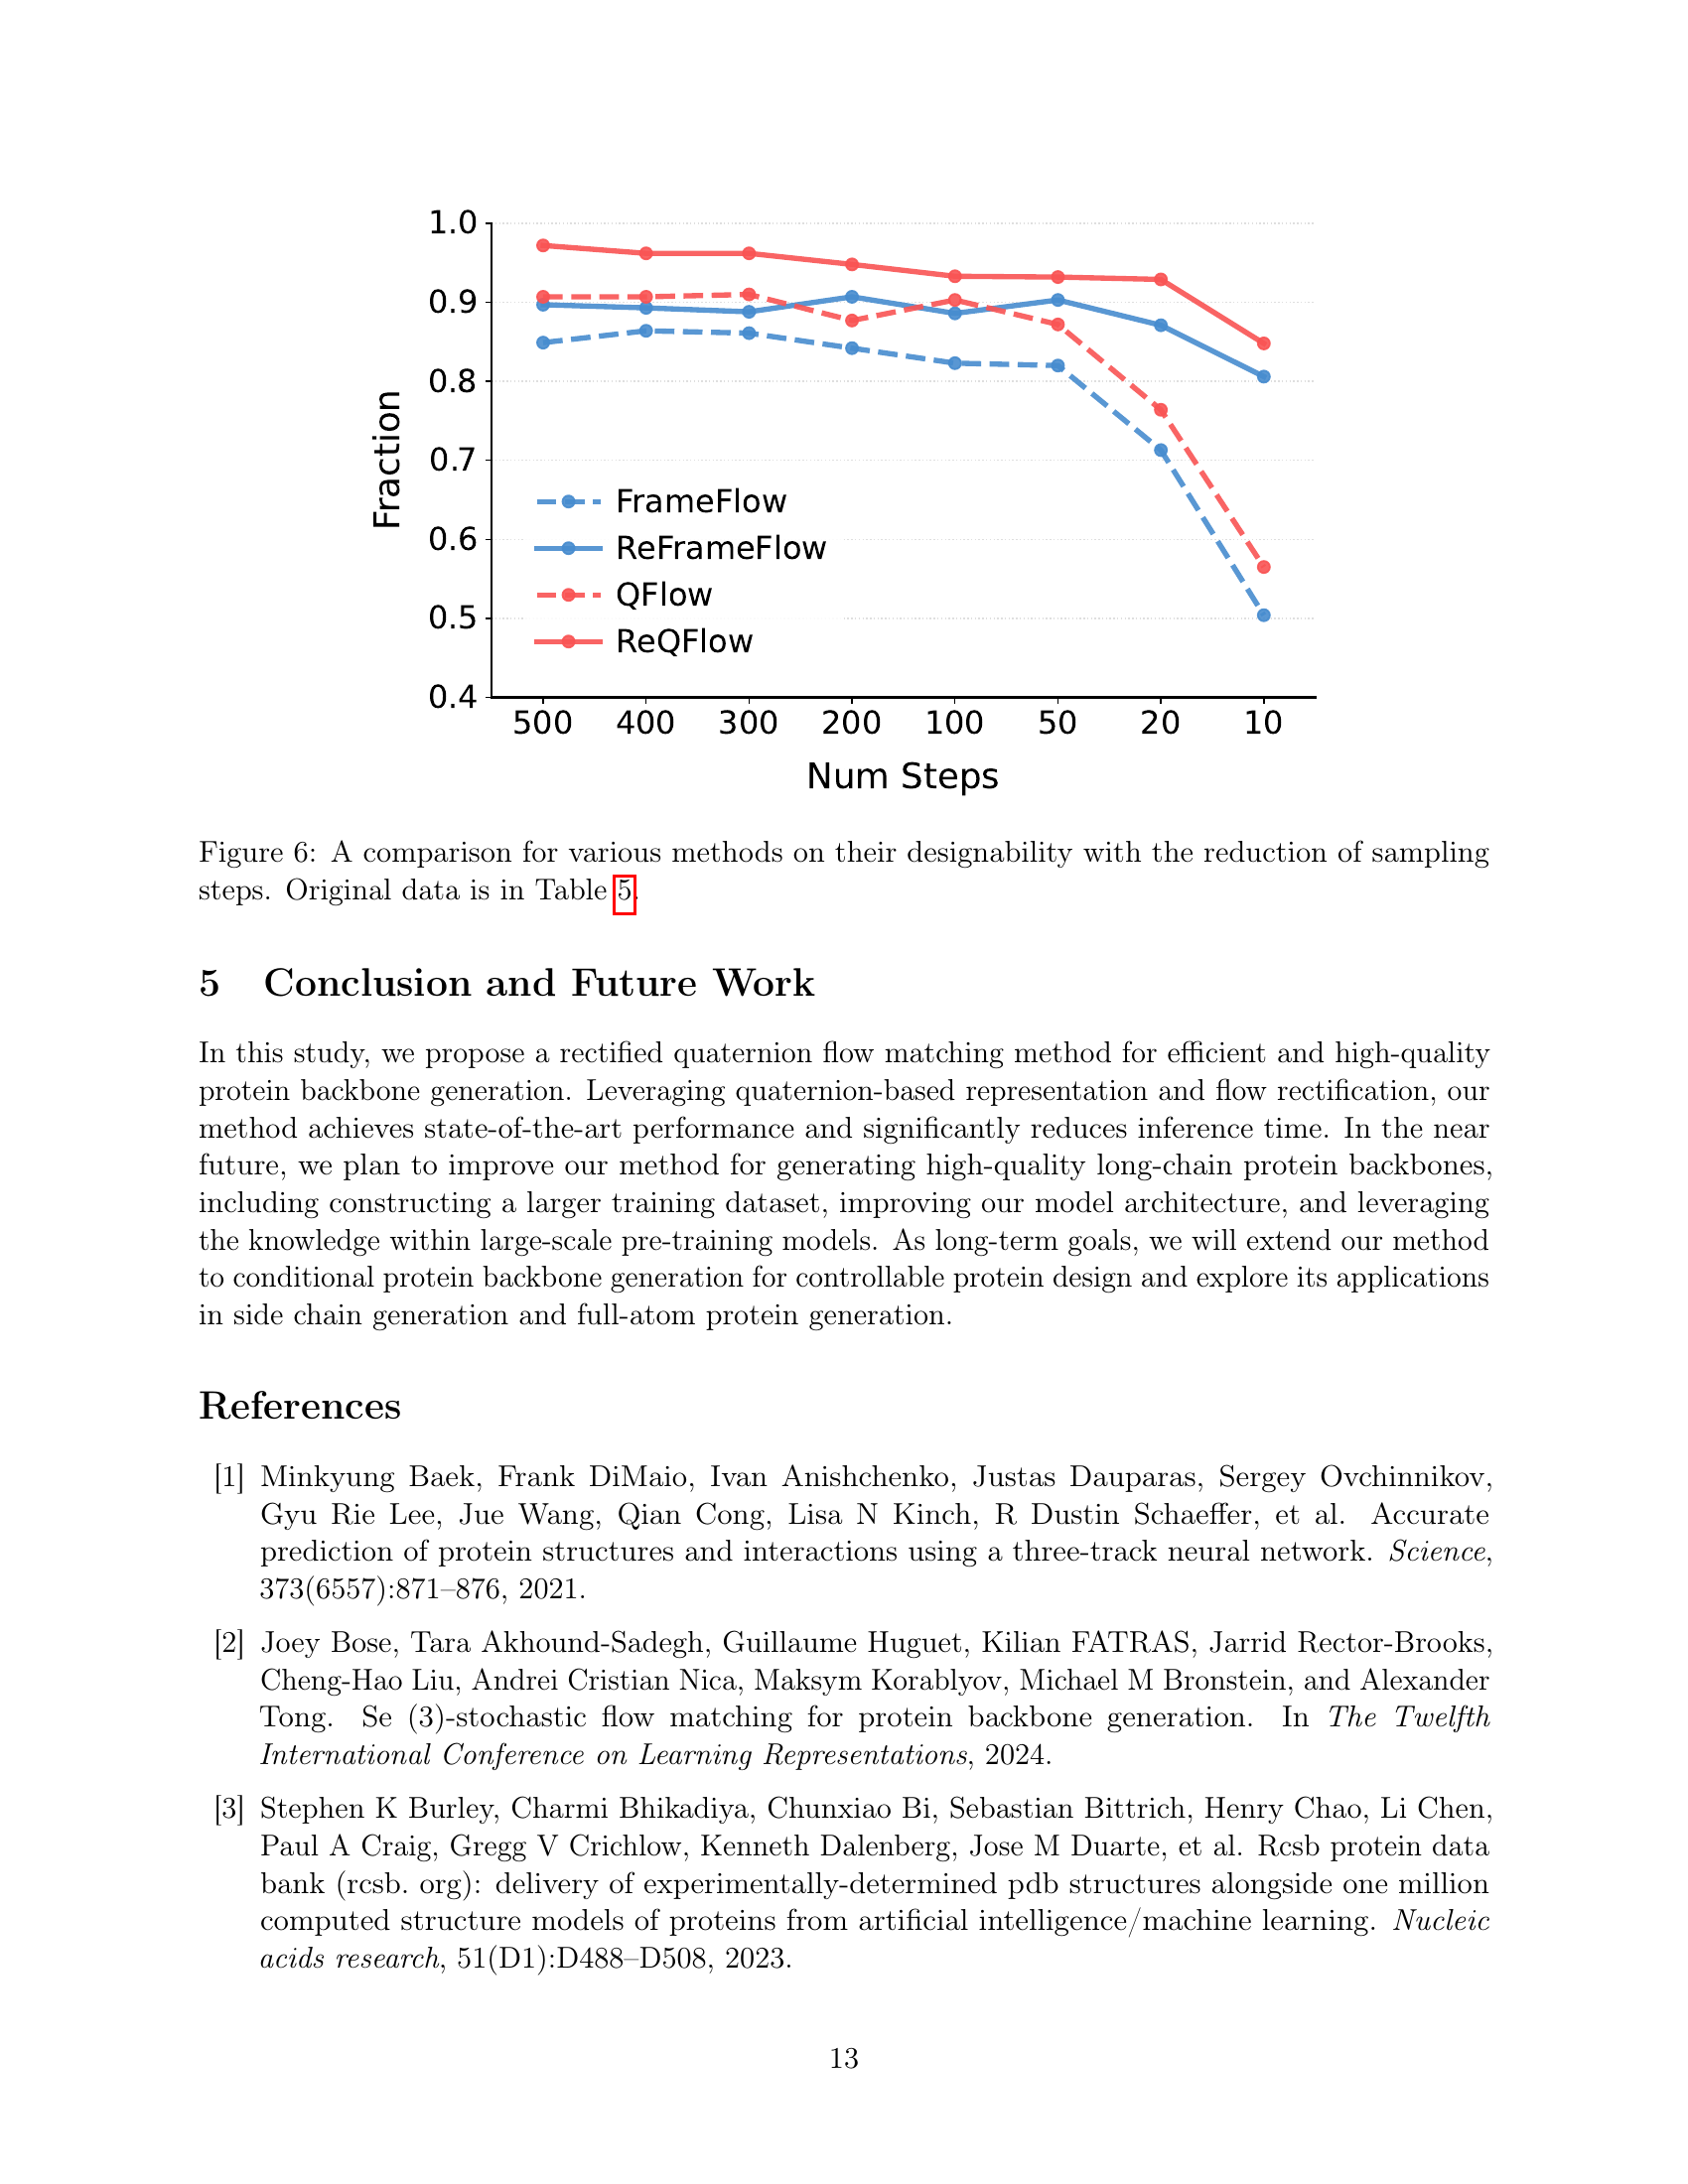 1.0
0.9
0.8
0.7
0.6
0.5
0.4
Fraction
FrameFlow
ReFrameFlow
QFlow
ReQFlow
500 400 300 200 100 50 20 10
Num Steps
Figure 6: A comparison for various methods on their designability with the reduction of sampling
steps. Original data is in Table 5.
5 Conclusion and Future Work
In this study, we propose a rectified quaternion flow matching method for efficient and high-quality
protein backbone generation. Leveraging quaternion-based representation and flow rectification, our
method achieves state-of-the-art performance and significantly reduces inference time. In the near
future, we plan to improve our method for generating high-quality long-chain protein backbones,
including constructing a larger training dataset, improving our model architecture, and leveraging
the knowledge within large-scale pre-training models. As long-term goals, we will extend our method
to conditional protein backbone generation for controllable protein design and explore its applications
in side chain generation and full-atom protein generation.
References
[1] Minkyung Baek, Frank DiMaio, Ivan Anishchenko, Justas Dauparas, Sergey Ovchinnikov,
Gyu Rie Lee, Jue Wang, Qian Cong, Lisa N Kinch, R Dustin Schaeffer, et al. Accurate
prediction of protein structures and interactions using a three-track neural network. Science,
373(6557):871–876, 2021.
[2] Joey Bose, Tara Akhound-Sadegh, Guillaume Huguet, Kilian FATRAS, Jarrid Rector-Brooks,
Cheng-Hao Liu, Andrei Cristian Nica, Maksym Korablyov, Michael M Bronstein, and Alexander
Tong. Se (3)-stochastic flow matching for protein backbone generation. In The Twelfth
International Conference on Learning Representations, 2024.
[3] Stephen K Burley, Charmi Bhikadiya, Chunxiao Bi, Sebastian Bittrich, Henry Chao, Li Chen,
Paul A Craig, Gregg V Crichlow, Kenneth Dalenberg, Jose M Duarte, et al. Rcsb protein data
bank (rcsb. org): delivery of experimentally-determined pdb structures alongside one million
computed structure models of proteins from artificial intelligence/machine learning. Nucleic
acids research, 51(D1):D488–D508, 2023.
13